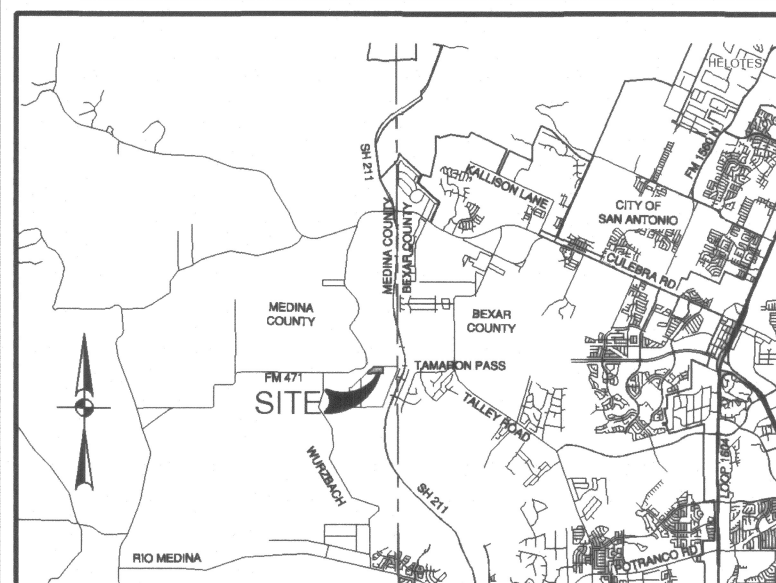 HELOTES
FM 1560 N
SH 211
KALLISON LANE
CITY OF
SAN ANTONIO
MEDINA COUNTY
BEXAR COUNTY
CULEBRA RD
MEDINA
COUNTY
BEXAR
COUNTY
TAMARON PASS
FM 471
SITE
TALLEY ROAD
LOOP 1604
WURZBACH
SH 211
RIO MEDINA
POTRANCO RD